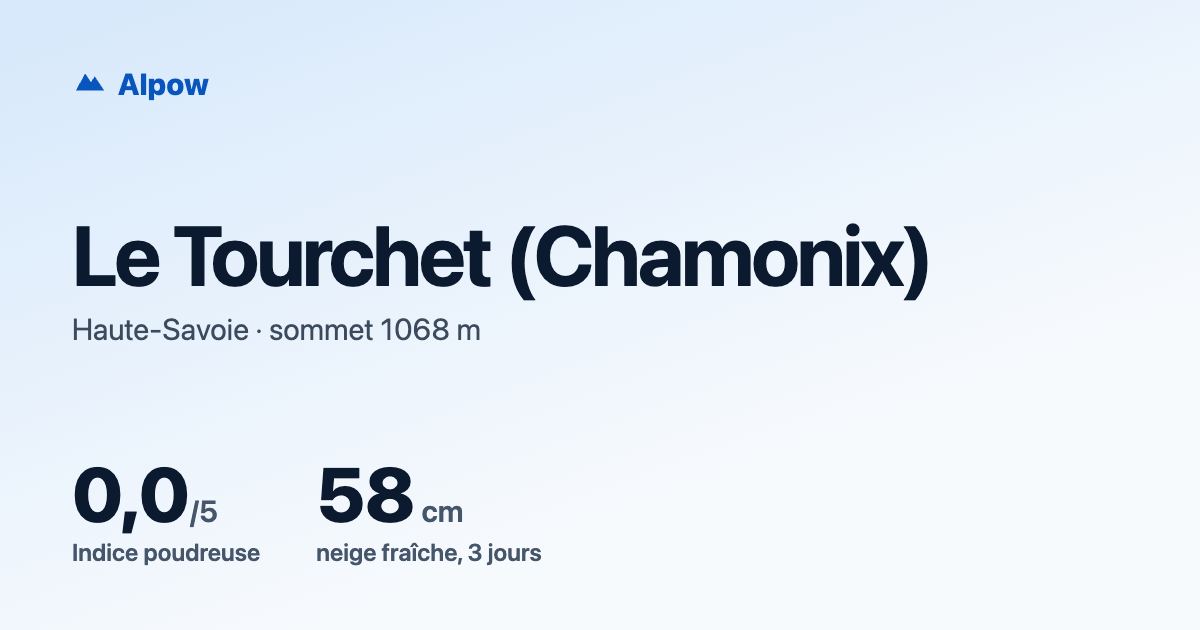 Alpow
Le Tourchet (Chamonix)
Haute-Savoie · sommet 1068 m
0,0/5
58 cm
Indice poudreuse
neige fraîche, 3 jours